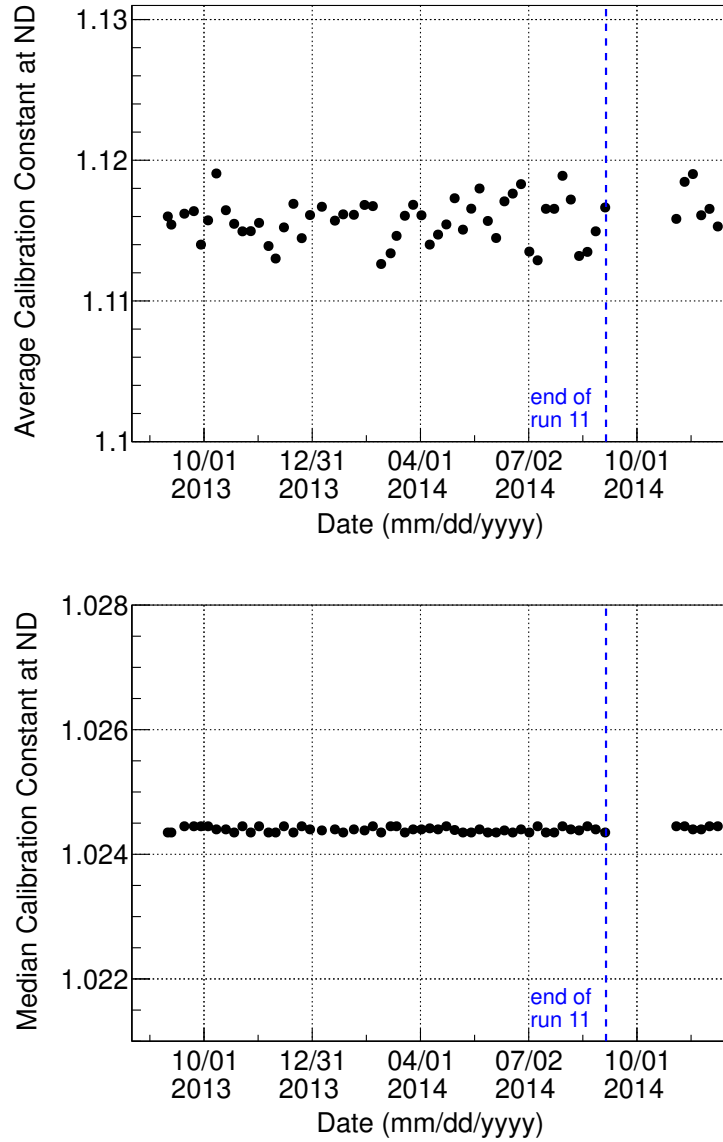 Average Calibration Constant at ND
1.13
1.12
1.11
1.1
end of
run 11
10/01 12/31 04/01 07/02 10/01
2013 2013 2014 2014 2014
Date (mm/dd/yyyy)
Median Calibration Constant at ND
1.028
1.026
1.024
1.022
end of
run 11
10/01 12/31 04/01 07/02 10/01
2013 2013 2014 2014 2014
Date (mm/dd/yyyy)